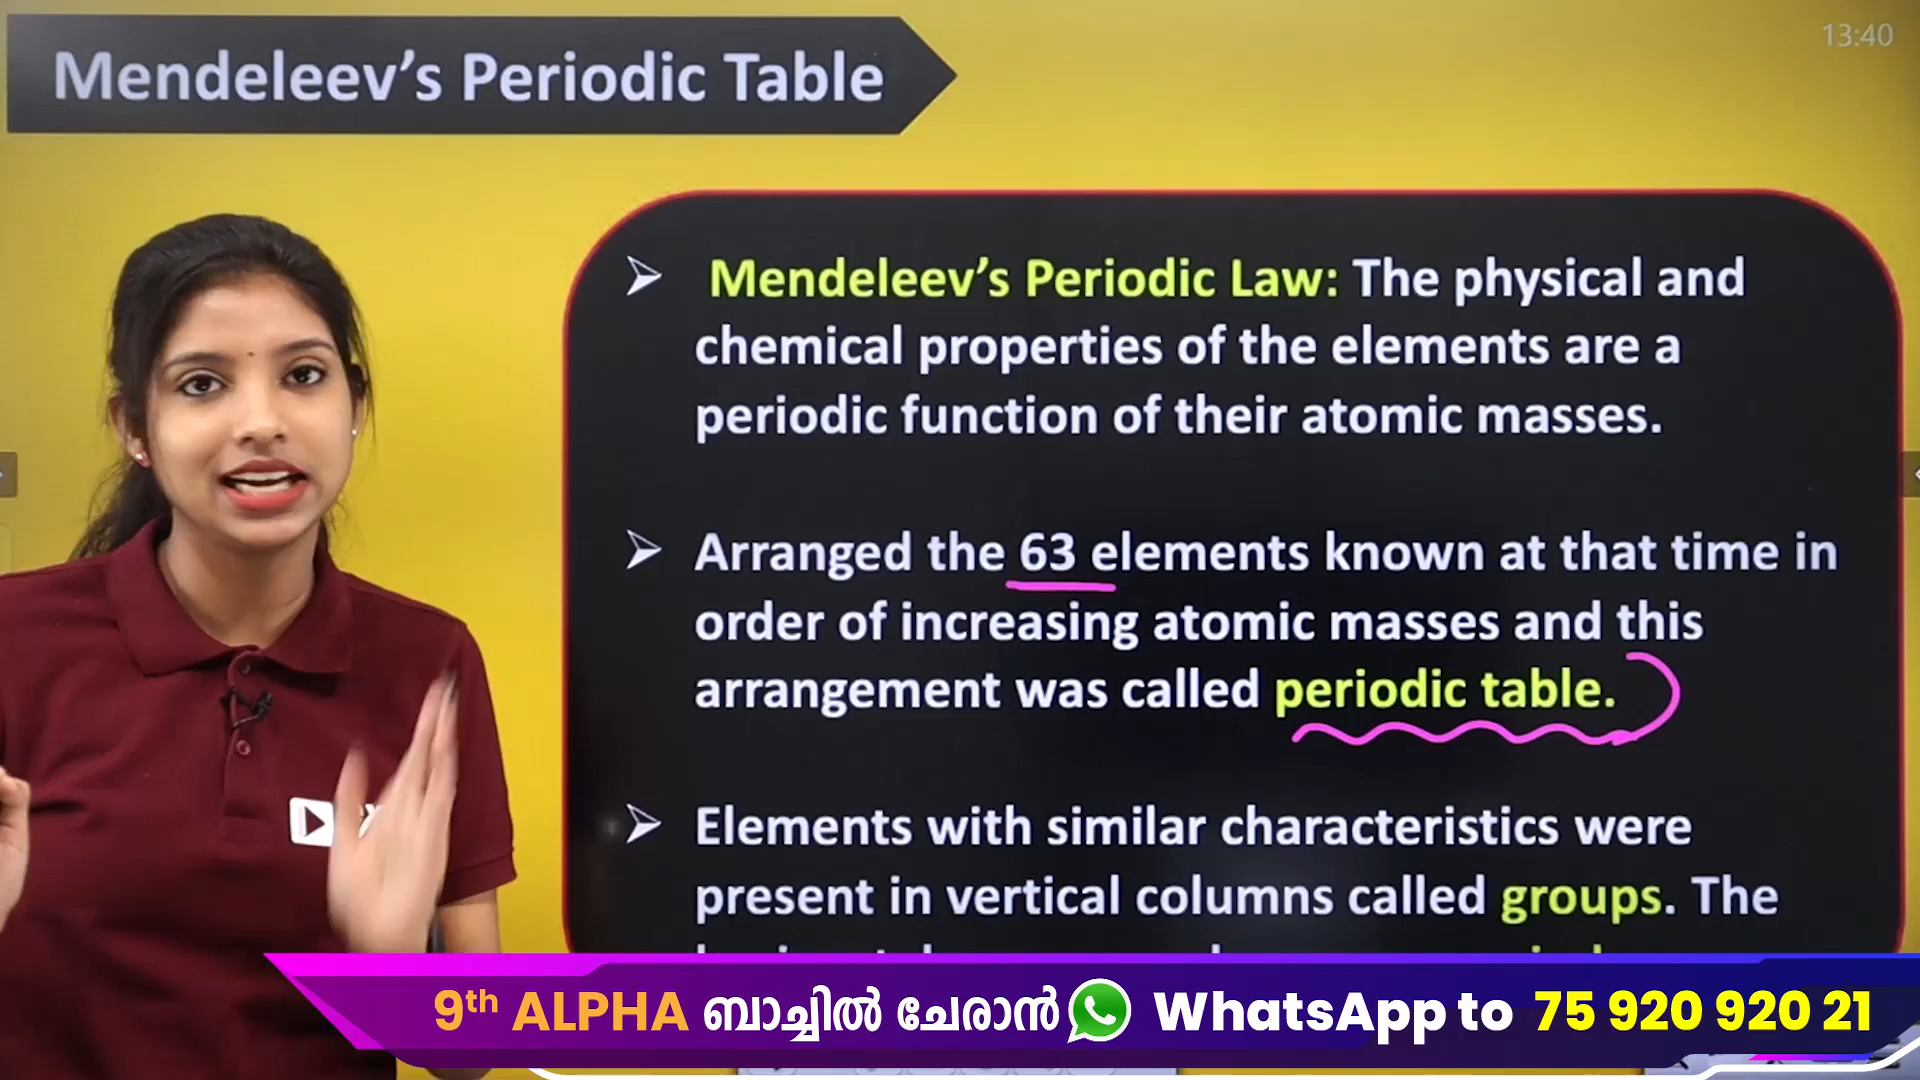 Mendeleev’s Periodic Table
13:40
➢ Mendeleev’s Periodic Law: The physical and
chemical properties of the elements are a
periodic function of their atomic masses.
➢ Arranged the 63 elements known at that time in
order of increasing atomic masses and this
arrangement was called periodic table.
➢ Elements with similar characteristics were
present in vertical columns called groups. The
9th ALPHA ബാച്ചിൽ ചേരാൻ WhatsApp to 75 920 920 21